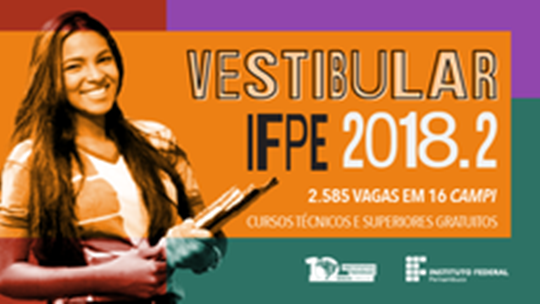 VESTIBULAR
IFPE 2018.2
2.585 VAGAS EM 16 CAMPI
CURSOS TÉCNICOS E SUPERIORES GRATUITOS
INSTITUTO FEDERAL
Pernambuco